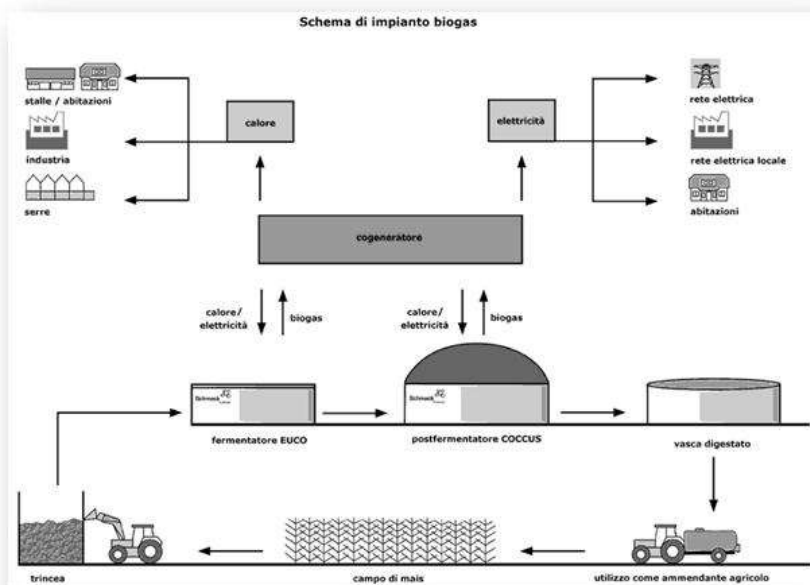 Schema di impianto biogas
stalle / abitazioni
calore
elettricità
rete elettrica
industria
rete elettrica locale
serre
abitazioni
cogeneratore
calore/
elettricità
biogas
calore/
elettricità
biogas
Schmack
Schmack
fermentatore EUCO
postfermentatore COCCUS
vasca digestato
trincea
campo di mais
utilizzo come ammendante agricolo